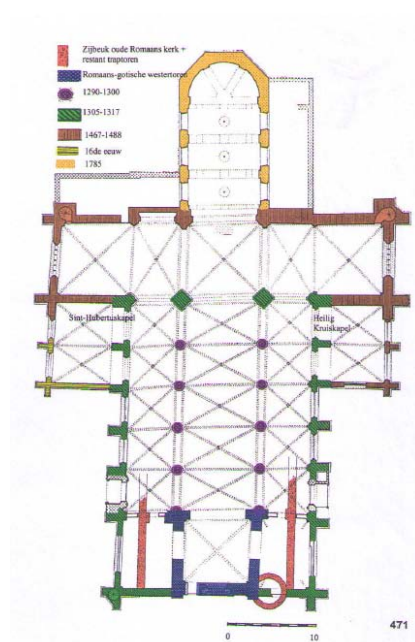 Zijbeuk oude Romaans kerk +
restant traptoren
Romaans-gotische westertoren
1290-1300
1305-1317
1467-1488
16de eeuw
1785
Sint-Hubertuskapel
Heilig
Kruiskapel
0 10
471